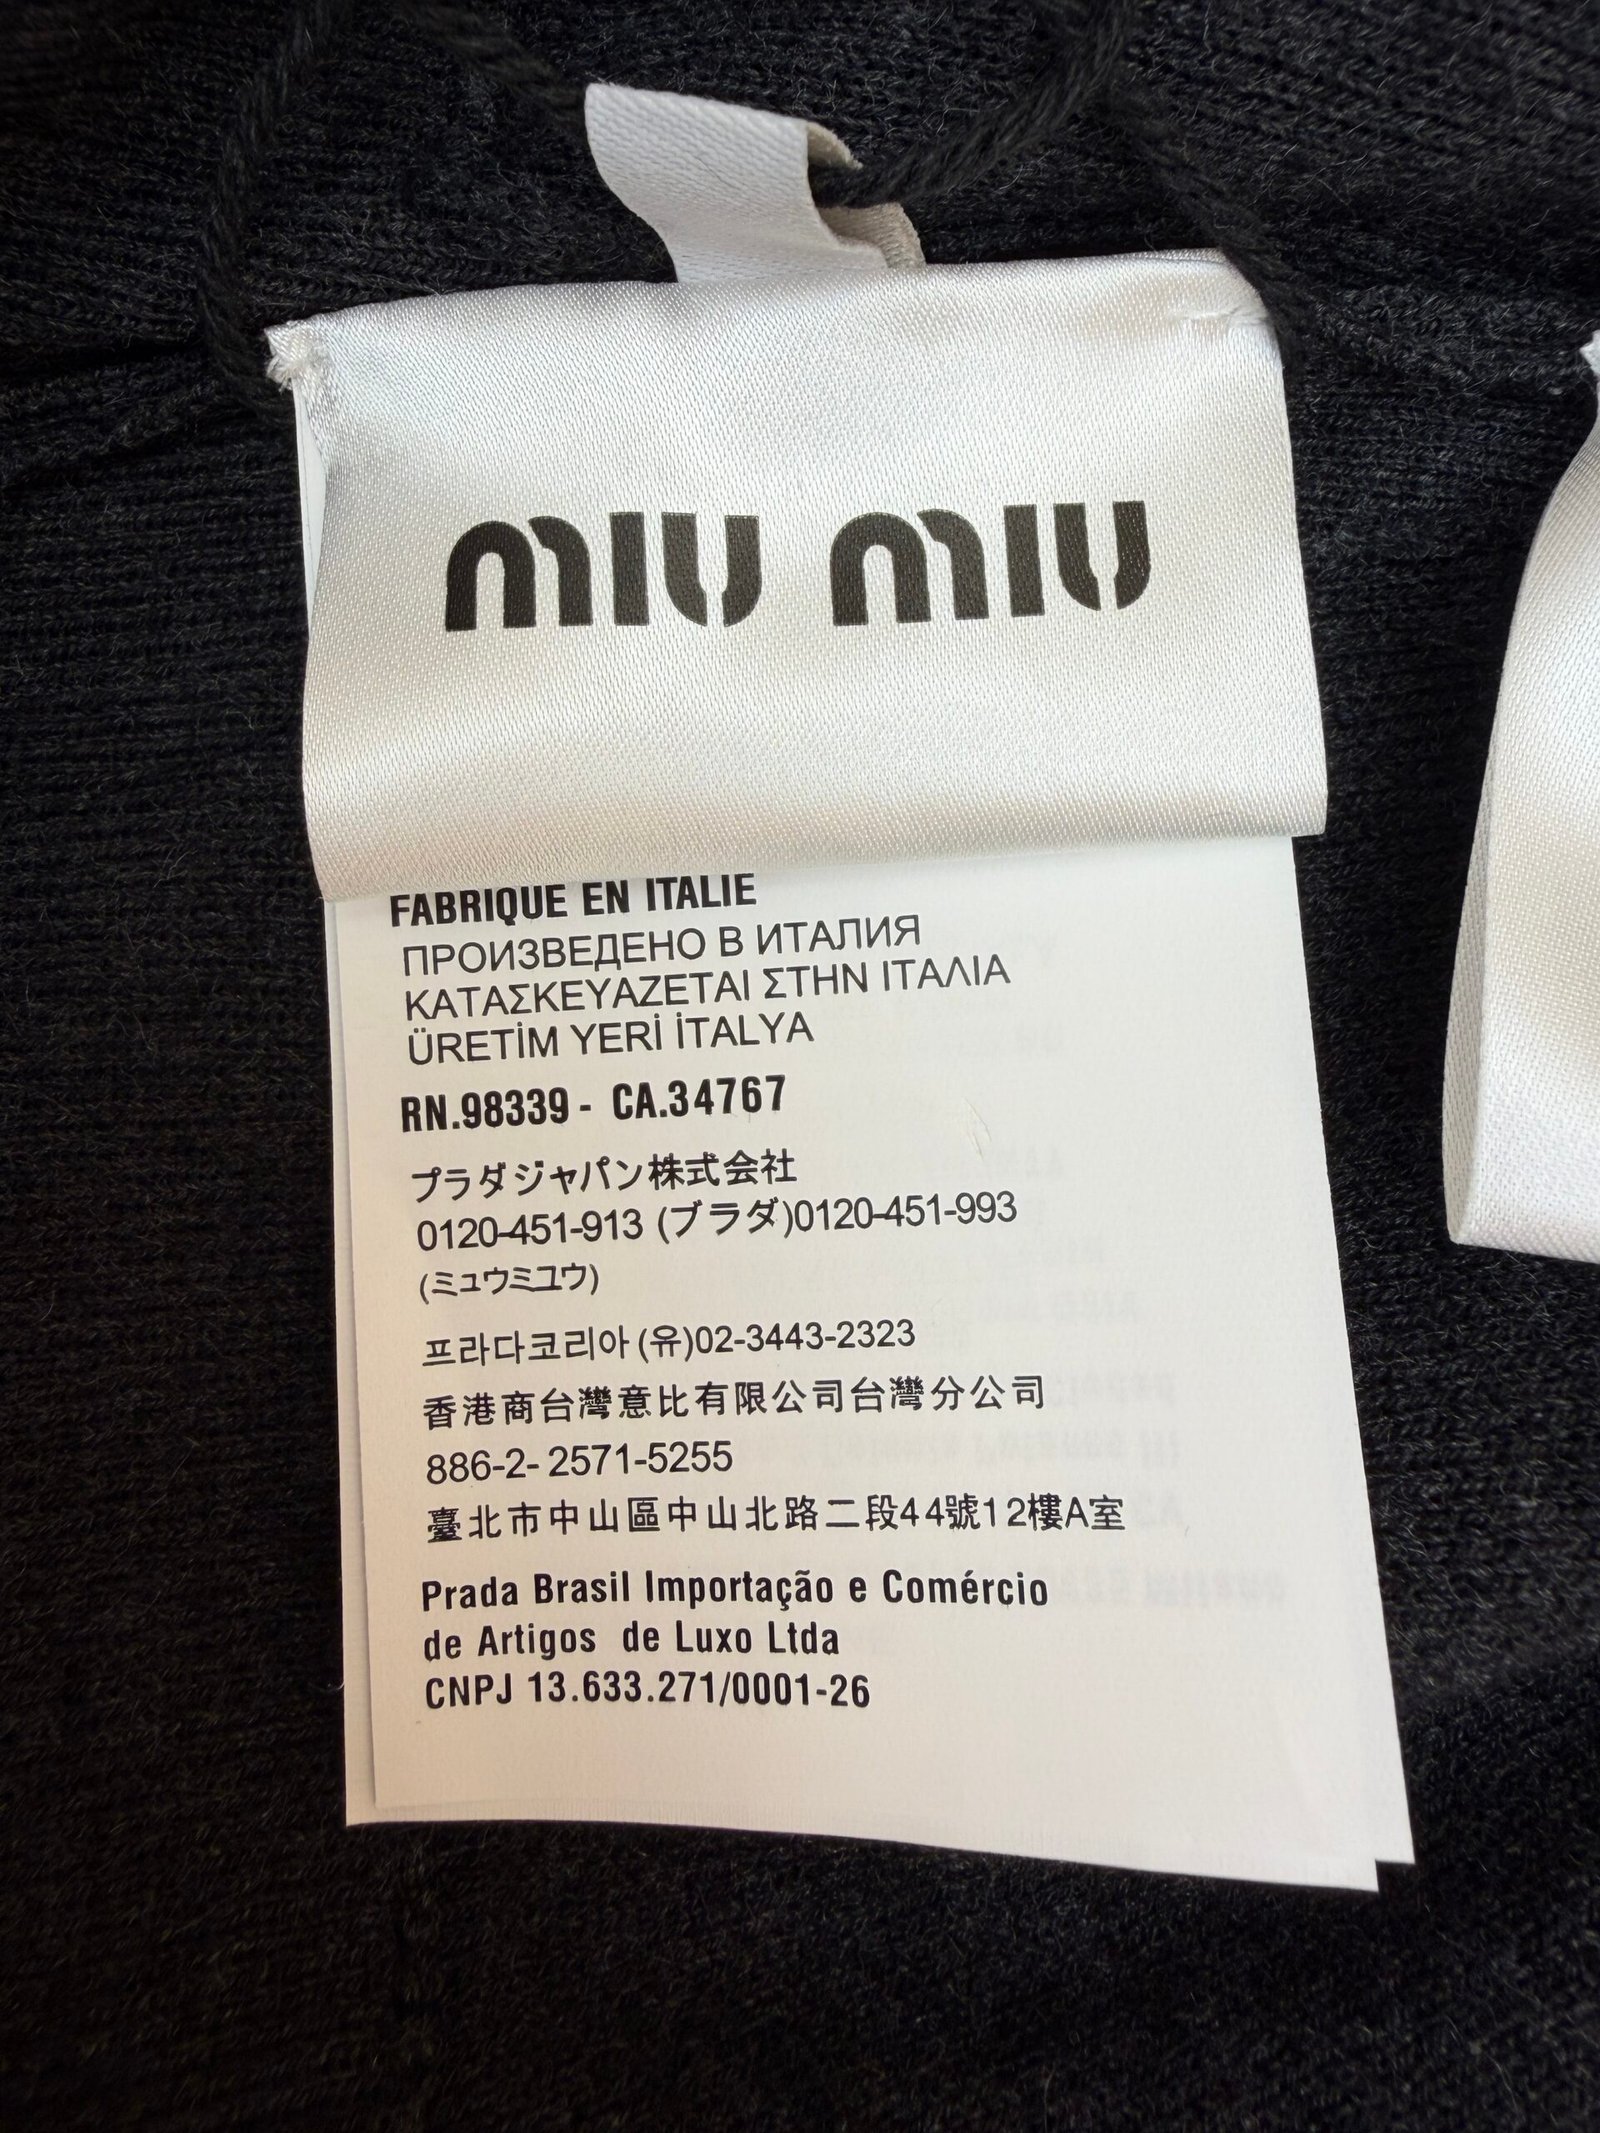 miu miu
FABRIQUE EN ITALIE
ПРОИЗВЕДЕНО В ИТАЛИЯ
ΚΑΤΑΣΚΕΥΑΖΕΤΑΙ ΣΤΗΝ ΙΤΑΛΙΑ
ÜRETİM YERİ İTALYA
RN.98339 - CA.34767
プラダジャパン株式会社
0120-451-913 (プラダ)0120-451-993
(ミュウミュウ)
프라다코리아(유)02-3443-2323
香港商台灣意比有限公司台灣分公司
886-2-2571-5255
臺北市中山區中山北路二段44號12樓A室
Prada Brasil Importação e Comércio
de Artigos de Luxo Ltda
CNPJ 13.633.271/0001-26